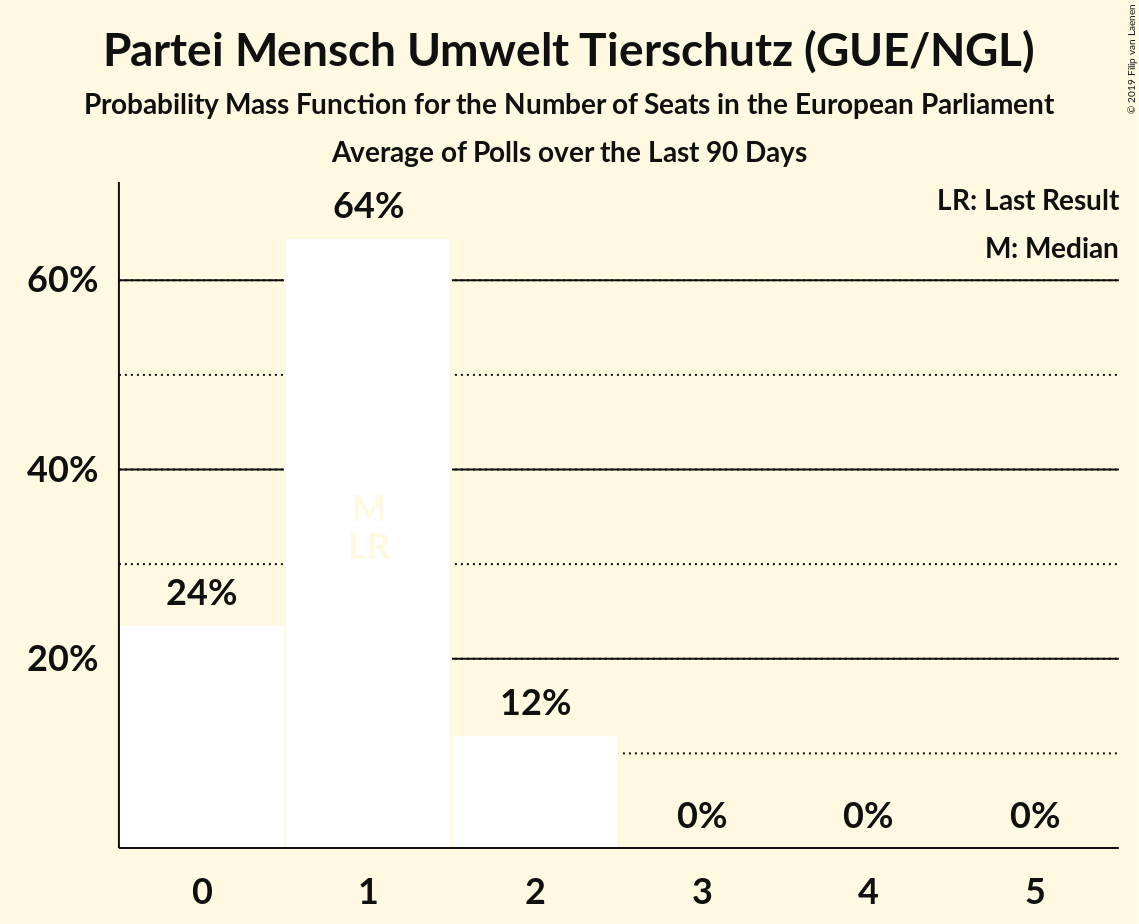 Partei Mensch Umwelt Tierschutz (GUE/NGL)
Probability Mass Function for the Number of Seats in the European Parliament
Average of Polls over the Last 90 Days
© 2019 Filip van Laenen
LR: Last Result
M: Median
64%
60%
40%
M
LR
24%
20%
12%
0%
0%
0%
0
1
2
3
4
5